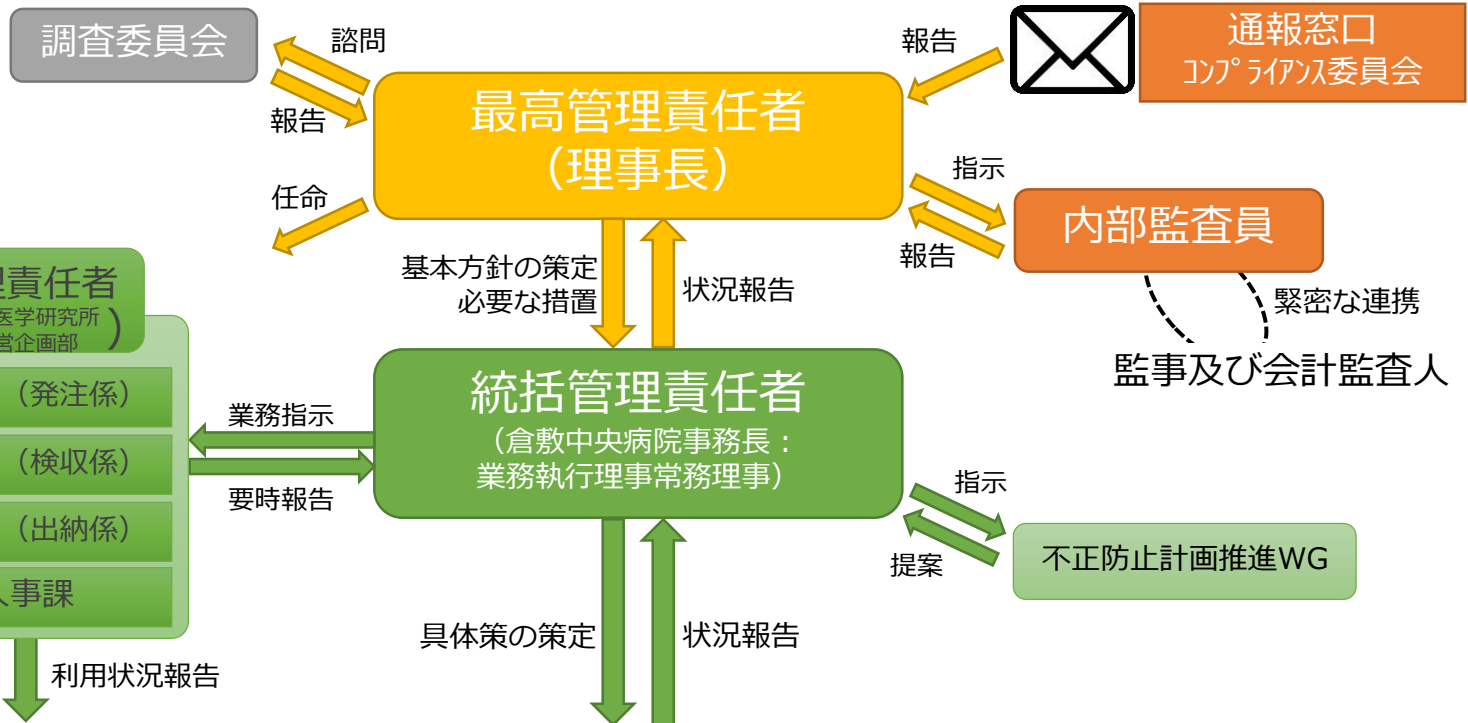 調査委員会
諮問
報告
報告
通報窓口
ｺﾝﾌﾟﾗｲｱﾝｽ委員会
最高管理責任者
（理事長）
任命
指示
報告
内部監査員
緊密な連携
監事及び会計監査人
基本方針の策定
必要な措置
状況報告
理責任者
医学研究所
営企画部
）
（発注係）
（検収係）
（出納係）
人事課
業務指示
要時報告
統括管理責任者
（倉敷中央病院事務長：
業務執行理事常務理事）
指示
提案
不正防止計画推進WG
具体策の策定
状況報告
利用状況報告